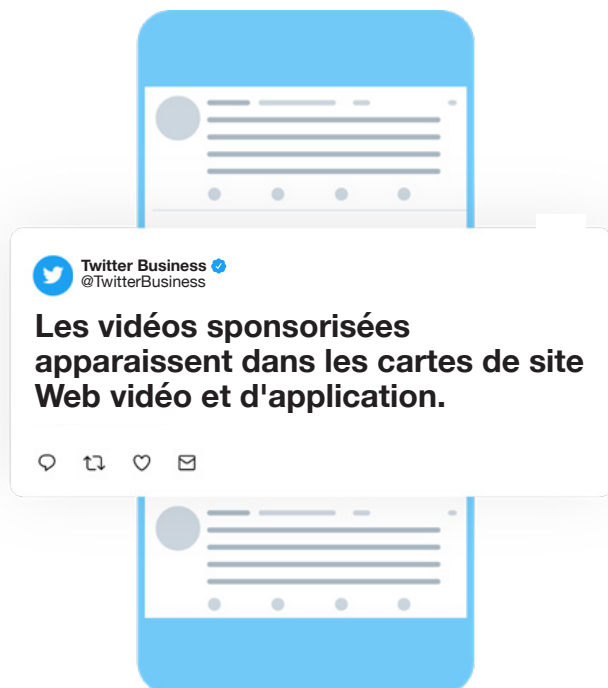 Twitter Business
@TwitterBusiness
Les vidéos sponsorisées
apparaissent dans les cartes de site
Web vidéo et d'application.